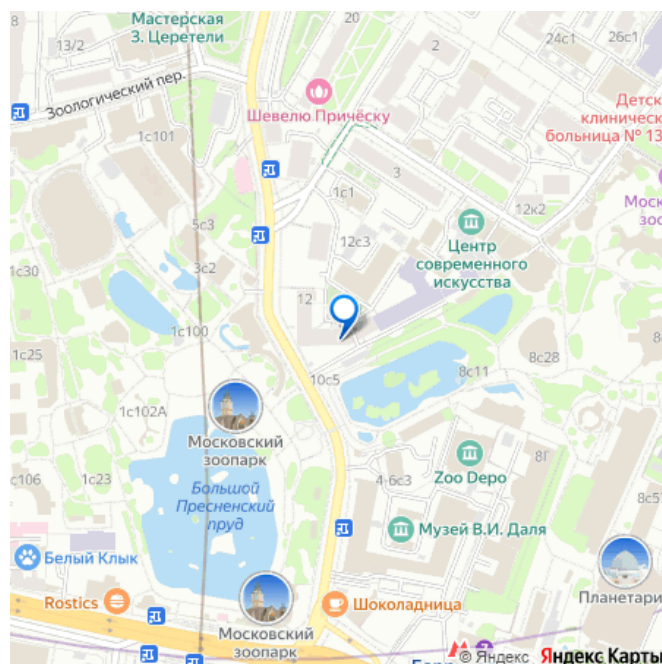 Мастерская
З. Церетели
13/2
20
2
24с1
26с1
Зоологический пер.
Шевелю Причёску
Детск
клиническ
больница № 13
1с101
1с1
3
12к2
Моск
зоо
5с3
12с3
Центр
современного
искусства
1с30
3с2
12
1с100
1с25
10с5
8с11
8с28
1с102А
Московский
зоопарк
с106
1с23
Большой
Пресненский
пруд
4-6с3
Zoo Depo
8Г
8с5
Музей В.И. Даля
Белый Клык
Планетари
Rostics
Шоколадница
Московский
зоопарк
© Яндекс Яндекс Карты